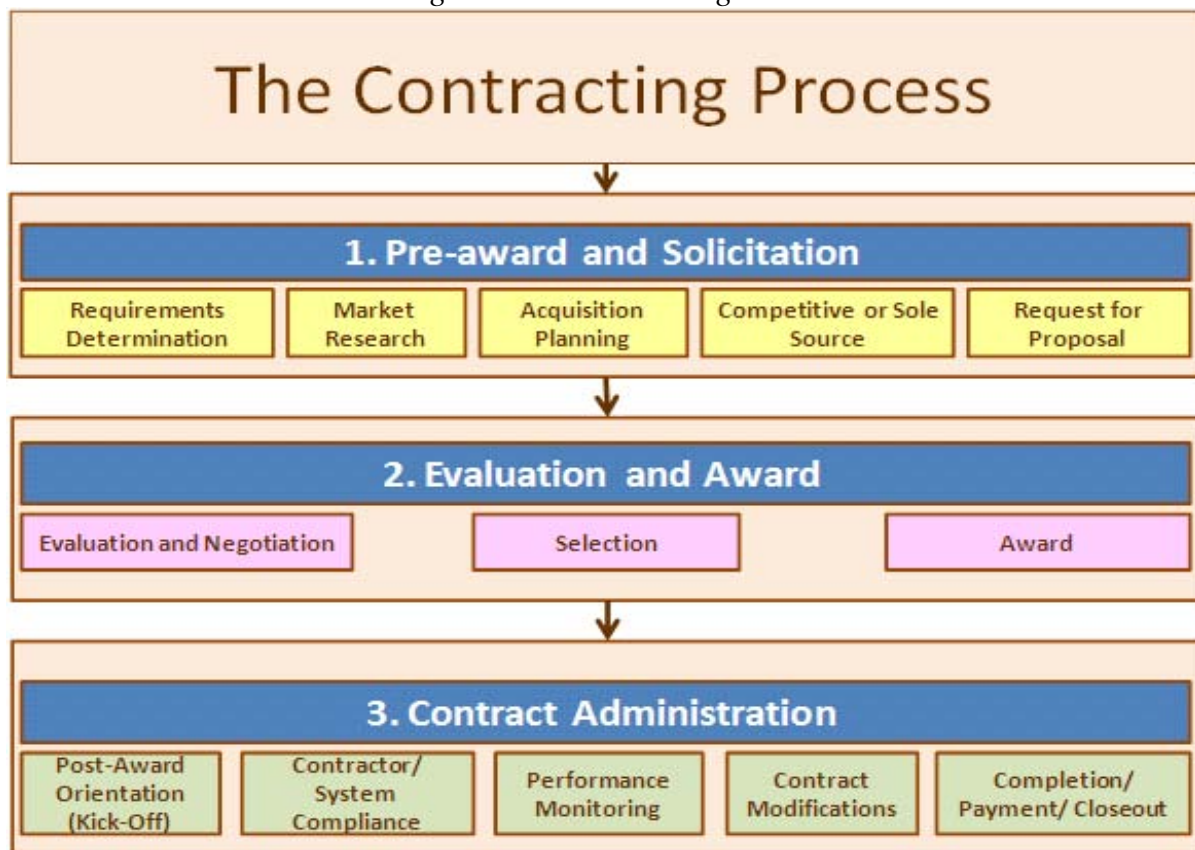 The Contracting Process
1. Pre-award and Solicitation
Requirements
Determination
Market
Research
Acquisition
Planning
Competitive or Sole
Source
Request for
Proposal
2. Evaluation and Award
Evaluation and Negotiation
Selection
Award
3. Contract Administration
Post-Award
Orientation
(Kick-Off)
Contractor/
System
Compliance
Performance
Monitoring
Contract
Modifications
Completion/
Payment/ Closeout